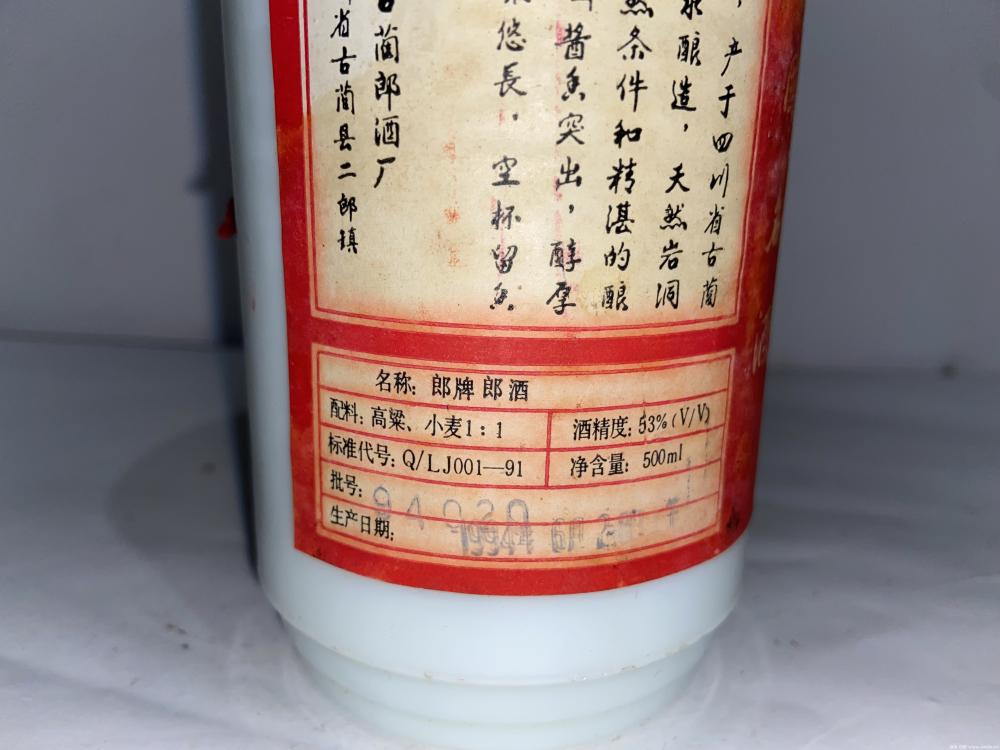 ，产于四川省古蔺
酿造，天然岩洞
然条件和精湛的酿
酱香突出，醇厚
悠長．空杯留香．
古蔺郎酒厂
省古蔺县二郎镇
名称：郎牌郎酒
配料：高粱、小麦1：1
酒精度：53%(V/V)
标准代号：Q/LJ001—91
净含量：500ml
批号：94020
生产日期：1994